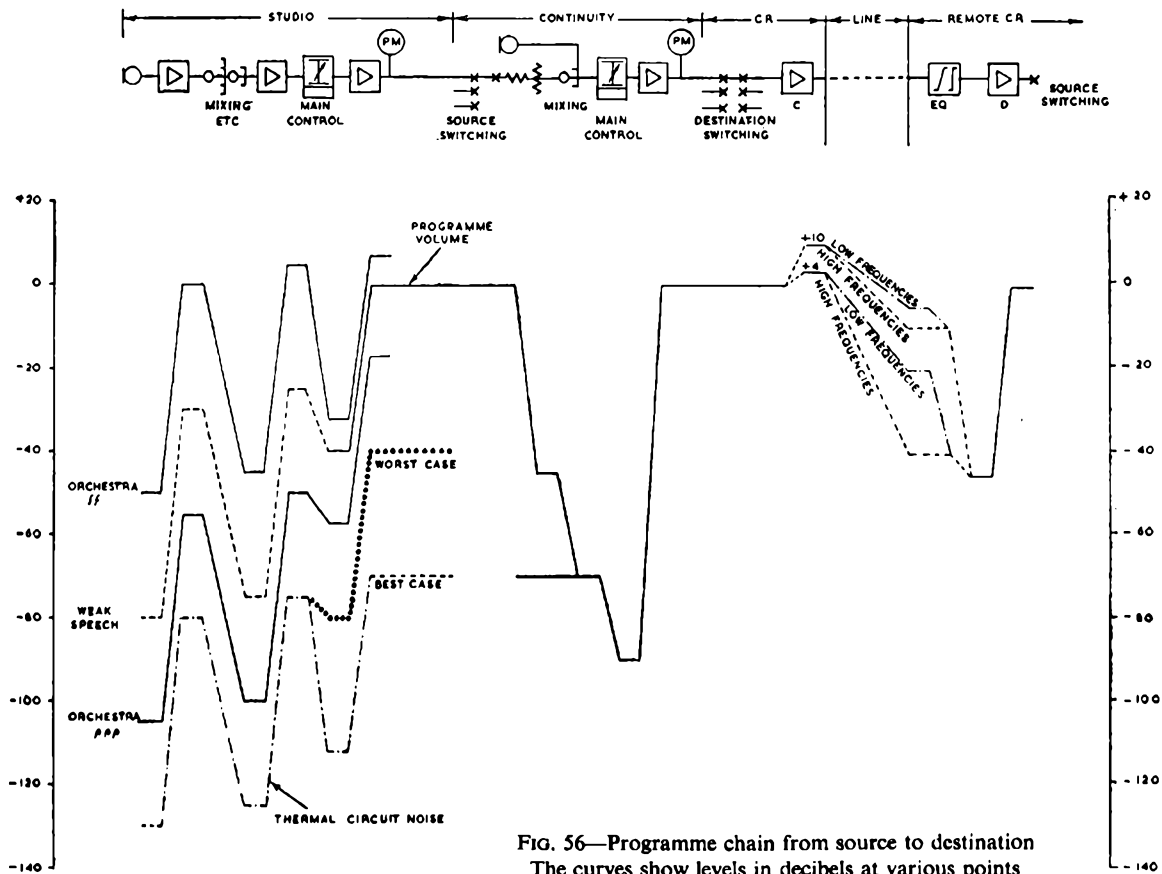 STUDIO
CONTINUITY
CR
LINE
REMOTE CR
PM
PM
MIXING
ETC
MAIN
CONTROL
SOURCE
SWITCHING
MIXING
MAIN
CONTROL
DESTINATION
SWITCHING
C
EQ
D
SOURCE
SWITCHING
+20
0
-20
-40
-60
-80
-100
-120
-140
PROGRAMME
VOLUME
ORCHESTRA
ff
WEAK
SPEECH
ORCHESTRA
ppp
WORST CASE
BEST CASE
THERMAL CIRCUIT NOISE
+10 LOW FREQUENCIES
HIGH FREQUENCIES
+4
LOW FREQUENCIES
HIGH FREQUENCIES
+20
0
-20
-40
-60
-80
-100
-120
-140
FIG. 56—Programme chain from source to destination
The curves show levels in decibels at various points